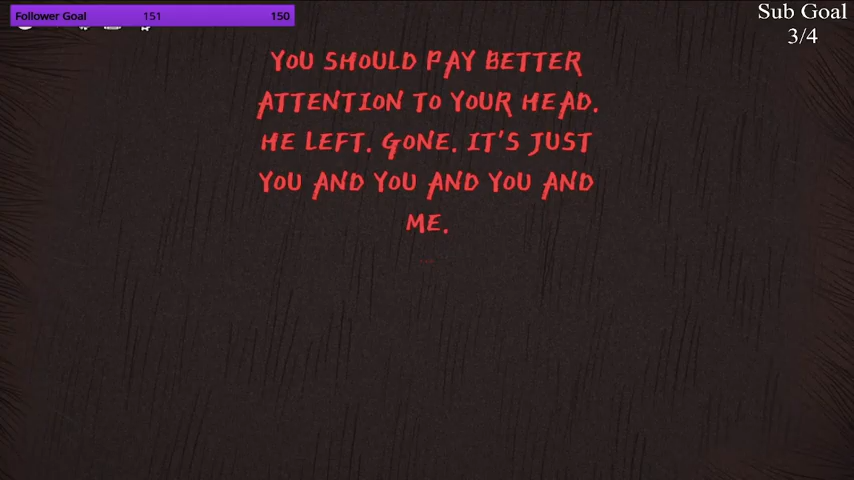 Follower Goal 151 150
Sub Goal
3/4
YOU SHOULD PAY BETTER
ATTENTION TO YOUR HEAD.
HE LEFT. GONE. IT'S JUST
YOU AND YOU AND YOU AND
ME.
...